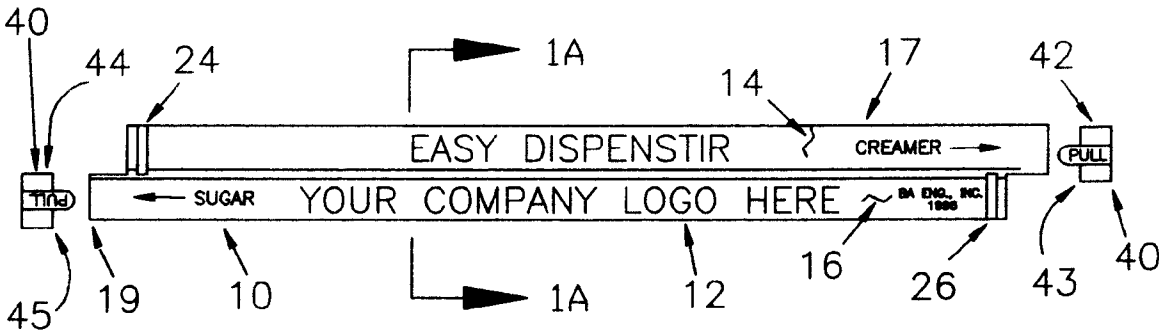 40
44
24
1A
14
17
42
EASY DISPENSTIR
CREAMER
PULL
PULL
SUGAR
YOUR COMPANY LOGO HERE
BA ENG., INC.
45
19
10
1A
12
16
26
43
40